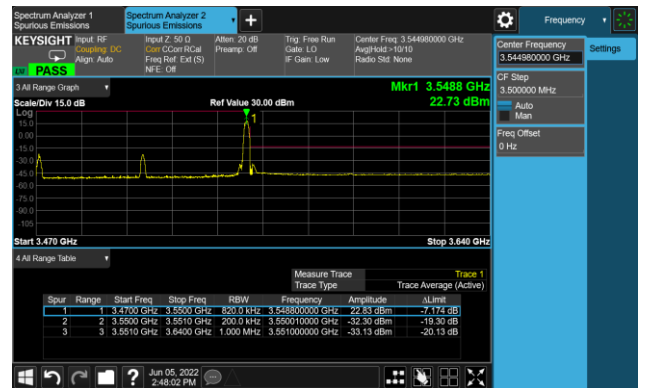 Spectrum Analyzer 1
Spurious Emissions
Spectrum Analyzer 2
Spurious Emissions
Frequency
KEYSIGHT
Input: RF
Coupling: DC
Align: Auto
Input Z: 50 Ω
Corr CCorr RCal
Freq Ref: Ext (S)
NFE: Off
Atten: 20 dB
Preamp: Off
Trig: Free Run
Gate: LO
IF Gain: Low
Center Freq: 3.544980000 GHz
Avg|Hold:>10/10
Radio Std: None
PASS
Center Frequency
3.544980000 GHz
Settings
CF Step
3.500000 MHz
Auto
Man
Freq Offset
0 Hz
3 All Range Graph
Scale/Div 15.0 dB
Ref Value 30.00 dBm
Mkr1 3.5488 GHz
22.73 dBm
Log
15.0
0.00
-15.0
-30.0
-45.0
-60.0
-75.0
-90.0
-105
1
Start 3.470 GHz
Stop 3.640 GHz
4 All Range Table
Measure Trace Trace 1
Trace Type Trace Average (Active)
Spur Range Start Freq Stop Freq RBW Frequency Amplitude ΔLimit
1 1 3.4700 GHz 3.5500 GHz 820.0 kHz 3.548800000 GHz 22.83 dBm -7.174 dB
2 2 3.5500 GHz 3.5510 GHz 200.0 kHz 3.550010000 GHz -32.30 dBm -19.30 dB
3 3 3.5510 GHz 3.6400 GHz 1.000 MHz 3.551000000 GHz -33.13 dBm -20.13 dB
?
Jun 05, 2022
2:48:02 PM